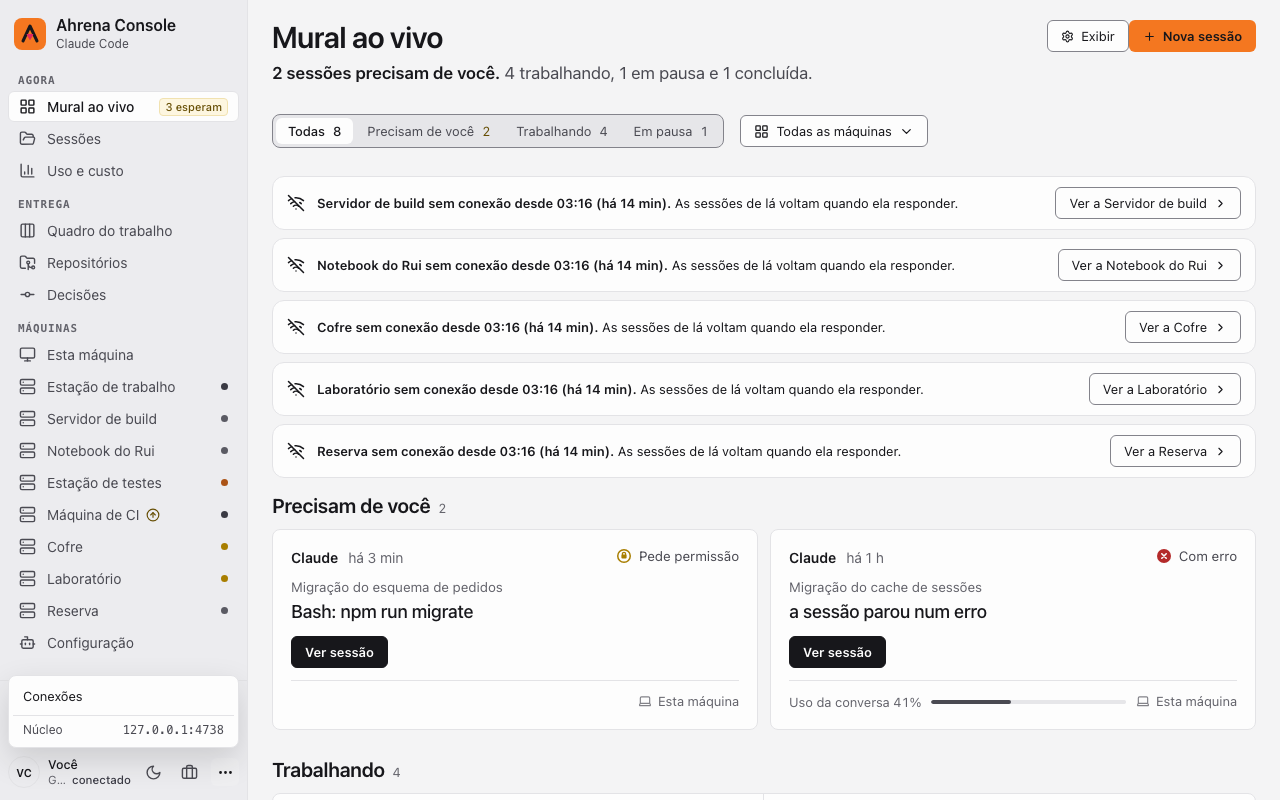 Ahrena Console
Claude Code
AGORA
Mural ao vivo 3 esperam
Sessões
Uso e custo
ENTREGA
Quadro do trabalho
Repositórios
Decisões
MÁQUINAS
Esta máquina
Estação de trabalho
Servidor de build
Notebook do Rui
Estação de testes
Máquina de CI
Cofre
Laboratório
Reserva
Configuração
Conexões
Núcleo 127.0.0.1:4738
VC
Você
G... conectado
Mural ao vivo
Exibir
Nova sessão
2 sessões precisam de você. 4 trabalhando, 1 em pausa e 1 concluída.
Todas 8 Precisam de você 2 Trabalhando 4 Em pausa 1
Todas as máquinas
Servidor de build sem conexão desde 03:16 (há 14 min). As sessões de lá voltam quando ela responder.
Ver a Servidor de build
Notebook do Rui sem conexão desde 03:16 (há 14 min). As sessões de lá voltam quando ela responder.
Ver a Notebook do Rui
Cofre sem conexão desde 03:16 (há 14 min). As sessões de lá voltam quando ela responder.
Ver a Cofre
Laboratório sem conexão desde 03:16 (há 14 min). As sessões de lá voltam quando ela responder.
Ver a Laboratório
Reserva sem conexão desde 03:16 (há 14 min). As sessões de lá voltam quando ela responder.
Ver a Reserva
Precisam de você 2
Claude há 3 min Pede permissão
Migração do esquema de pedidos
Bash: npm run migrate
Ver sessão
Esta máquina
Claude há 1 h Com erro
Migração do cache de sessões
a sessão parou num erro
Ver sessão
Uso da conversa 41% Esta máquina
Trabalhando 4